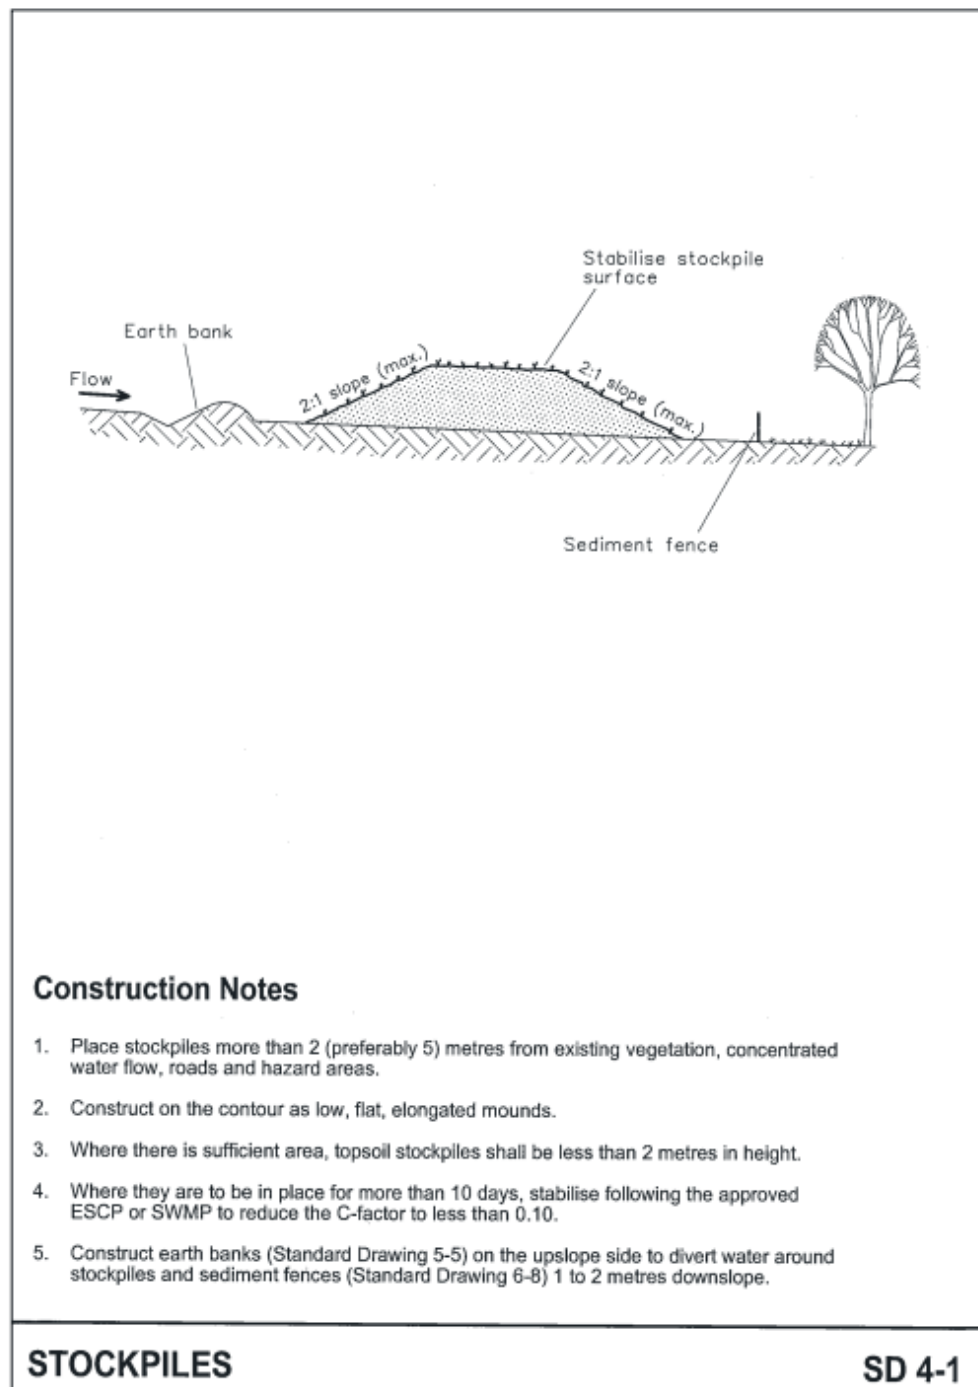 Stabilise stockpile
surface
Earth bank
Flow
2:1 slope (max.)
2:1 slope (max.)
Sediment fence
Construction Notes
1. Place stockpiles more than 2 (preferably 5) metres from existing vegetation, concentrated
water flow, roads and hazard areas.
2. Construct on the contour as low, flat, elongated mounds.
3. Where there is sufficient area, topsoil stockpiles shall be less than 2 metres in height.
4. Where they are to be in place for more than 10 days, stabilise following the approved
ESCP or SWMP to reduce the C-factor to less than 0.10.
5. Construct earth banks (Standard Drawing 5-5) on the upslope side to divert water around
stockpiles and sediment fences (Standard Drawing 6-8) 1 to 2 metres downslope.
STOCKPILES
SD 4-1